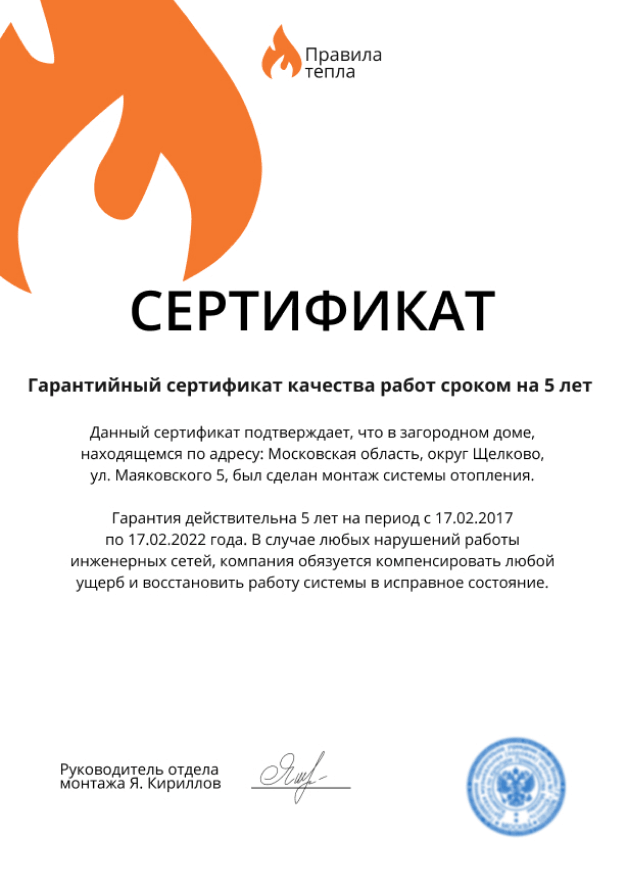 Правила
тепла
СЕРТИФИКАТ
Гарантийный сертификат качества работ сроком на 5 лет
Данный сертификат подтверждает, что в загородном доме,
находящемся по адресу: Московская область, округ Щелково,
ул. Маяковского 5, был сделан монтаж системы отопления.
Гарантия действительна 5 лет на период с 17.02.2017
по 17.02.2022 года. В случае любых нарушений работы
инженерных сетей, компания обязуется компенсировать любой
ущерб и восстановить работу системы в исправное состояние.
Руководитель отдела
монтажа Я. Кириллов
МОСКВА